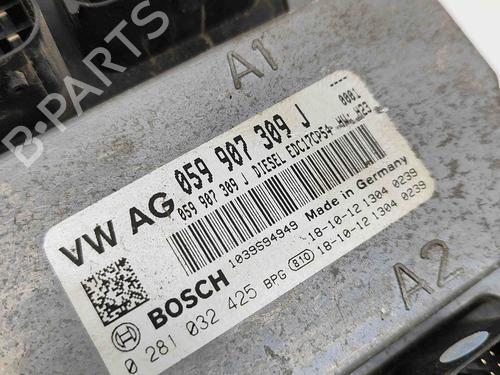 A1
VW AG 059 907 309 J
059 907 309 J DIESEL EDC17CP54 HW: H23
0001
1039S94949 Made in Germany
BOSCH 18-10-12 1304 0239
0 281 032 425 BPG 810 18-10-12 1304 0239
A2
B-PARTS